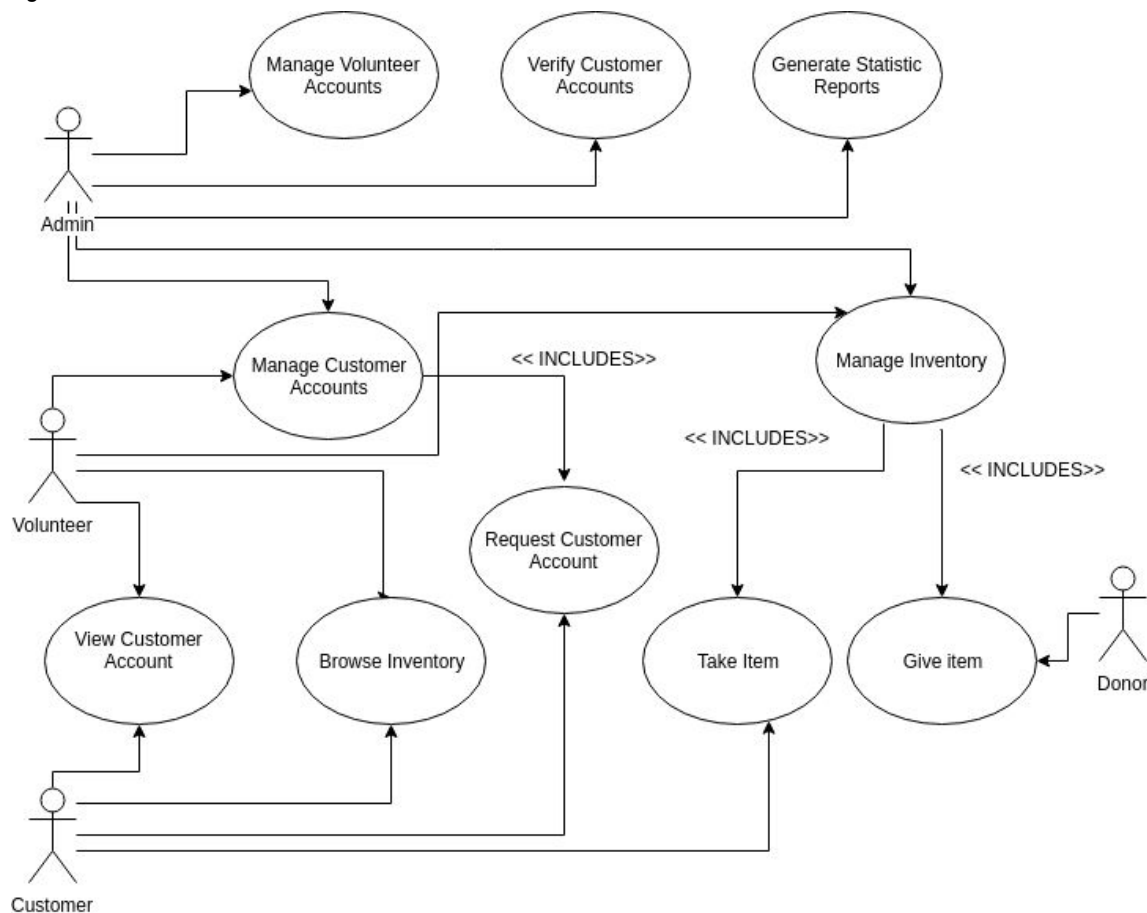 Manage Volunteer
Accounts
Verify Customer
Accounts
Generate Statistic
Reports
Admin
Manage Customer
Accounts
<< INCLUDES>>
Manage Inventory
<< INCLUDES>>
<< INCLUDES>>
Volunteer
Request Customer
Account
View Customer
Account
Browse Inventory
Take Item
Give item
Donor
Customer